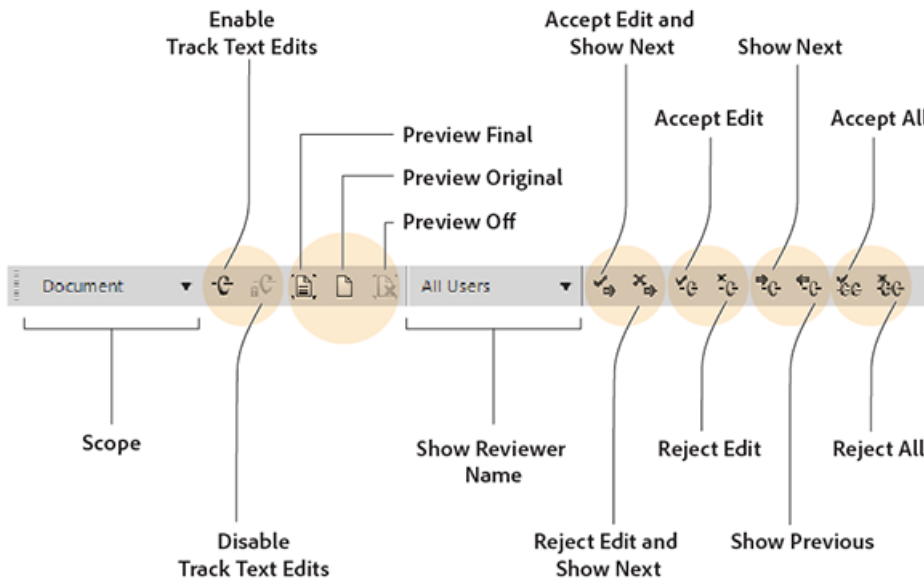 Enable
Track Text Edits
Accept Edit and
Show Next
Show Next
Accept Edit
Accept All
Preview Final
Preview Original
Preview Off
Document
All Users
Scope
Show Reviewer
Name
Reject Edit
Reject All
Disable
Track Text Edits
Reject Edit and
Show Next
Show Previous